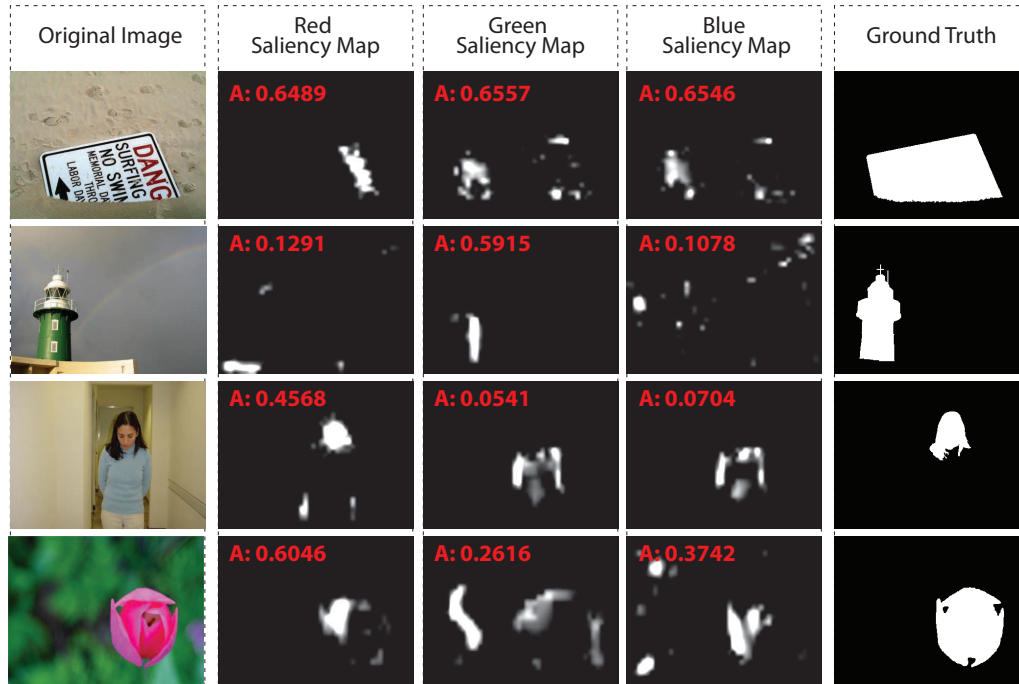 Original Image
Red
Saliency Map
Green
Saliency Map
Blue
Saliency Map
Ground Truth
A: 0.6489
A: 0.6557
A: 0.6546
DANG
SURFING
NO SWIM
MEMORIAL DA
THRO
LABOR DA
A: 0.1291
A: 0.5915
A: 0.1078
A: 0.4568
A: 0.0541
A: 0.0704
A: 0.6046
A: 0.2616
A: 0.3742